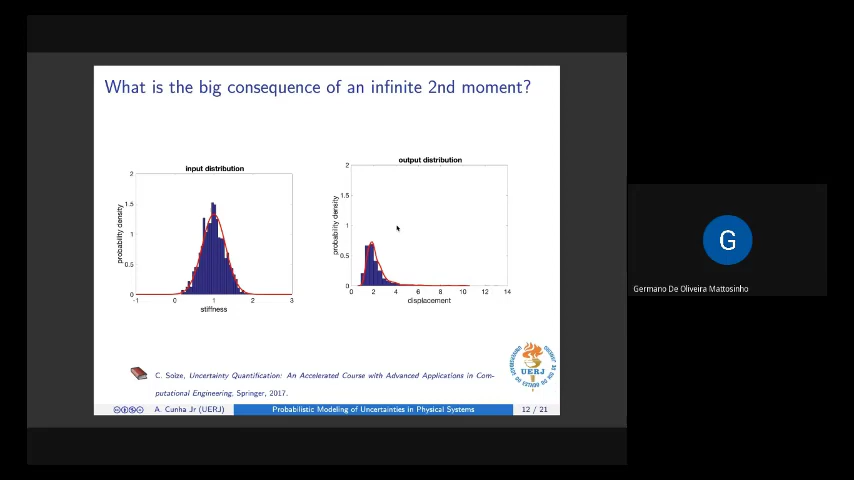 What is the big consequence of an infinite 2nd moment?
input distribution
probability density
2
1.5
1
0.5
0
-1
0
1
2
3
stiffness
output distribution
probability density
2
1.5
1
0.5
0
0
2
4
6
8
10
12
14
displacement
C. Soize, Uncertainty Quantification: An Accelerated Course with Advanced Applications in Com-
putational Engineering. Springer, 2017.
UERJ
A. Cunha Jr (UERJ)
Probabilistic Modeling of Uncertainties in Physical Systems
12 / 21
G
Germano De Oliveira Mattosinho